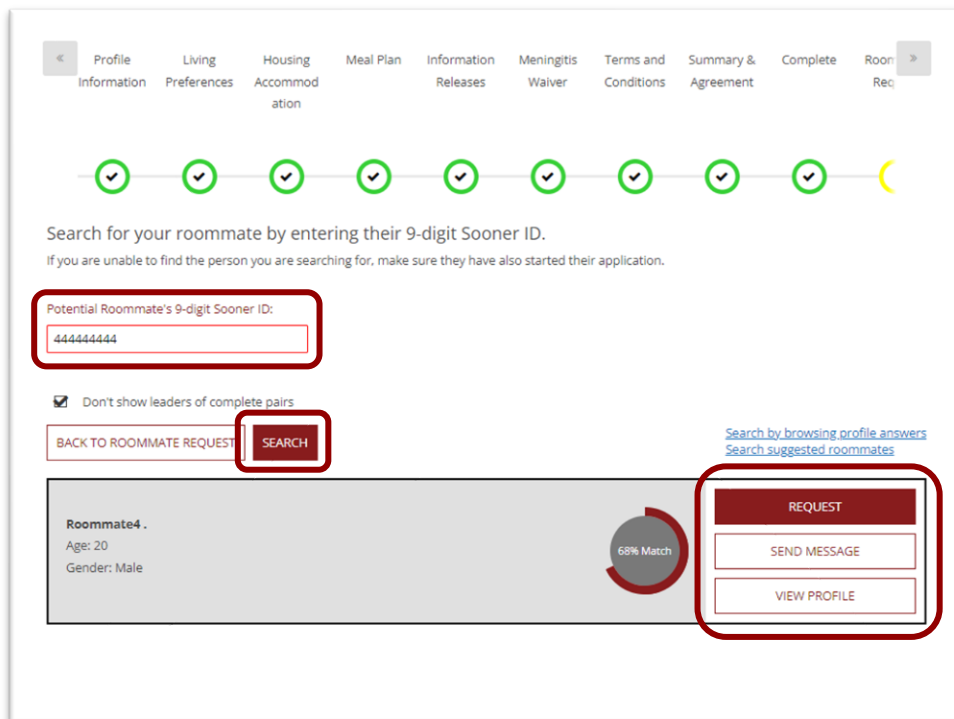 «
Profile
Information
Living
Preferences
Housing
Accommod
ation
Meal Plan
Information
Releases
Meningitis
Waiver
Terms and
Conditions
Summary &
Agreement
Complete
Room
Req
»
Search for your roommate by entering their 9-digit Sooner ID.
If you are unable to find the person you are searching for, make sure they have also started their application.
Potential Roommate's 9-digit Sooner ID:
444444444
Don't show leaders of complete pairs
BACK TO ROOMMATE REQUEST
SEARCH
Search by browsing profile answers
Search suggested roommates
Roommate4 .
Age: 20
Gender: Male
68% Match
REQUEST
SEND MESSAGE
VIEW PROFILE